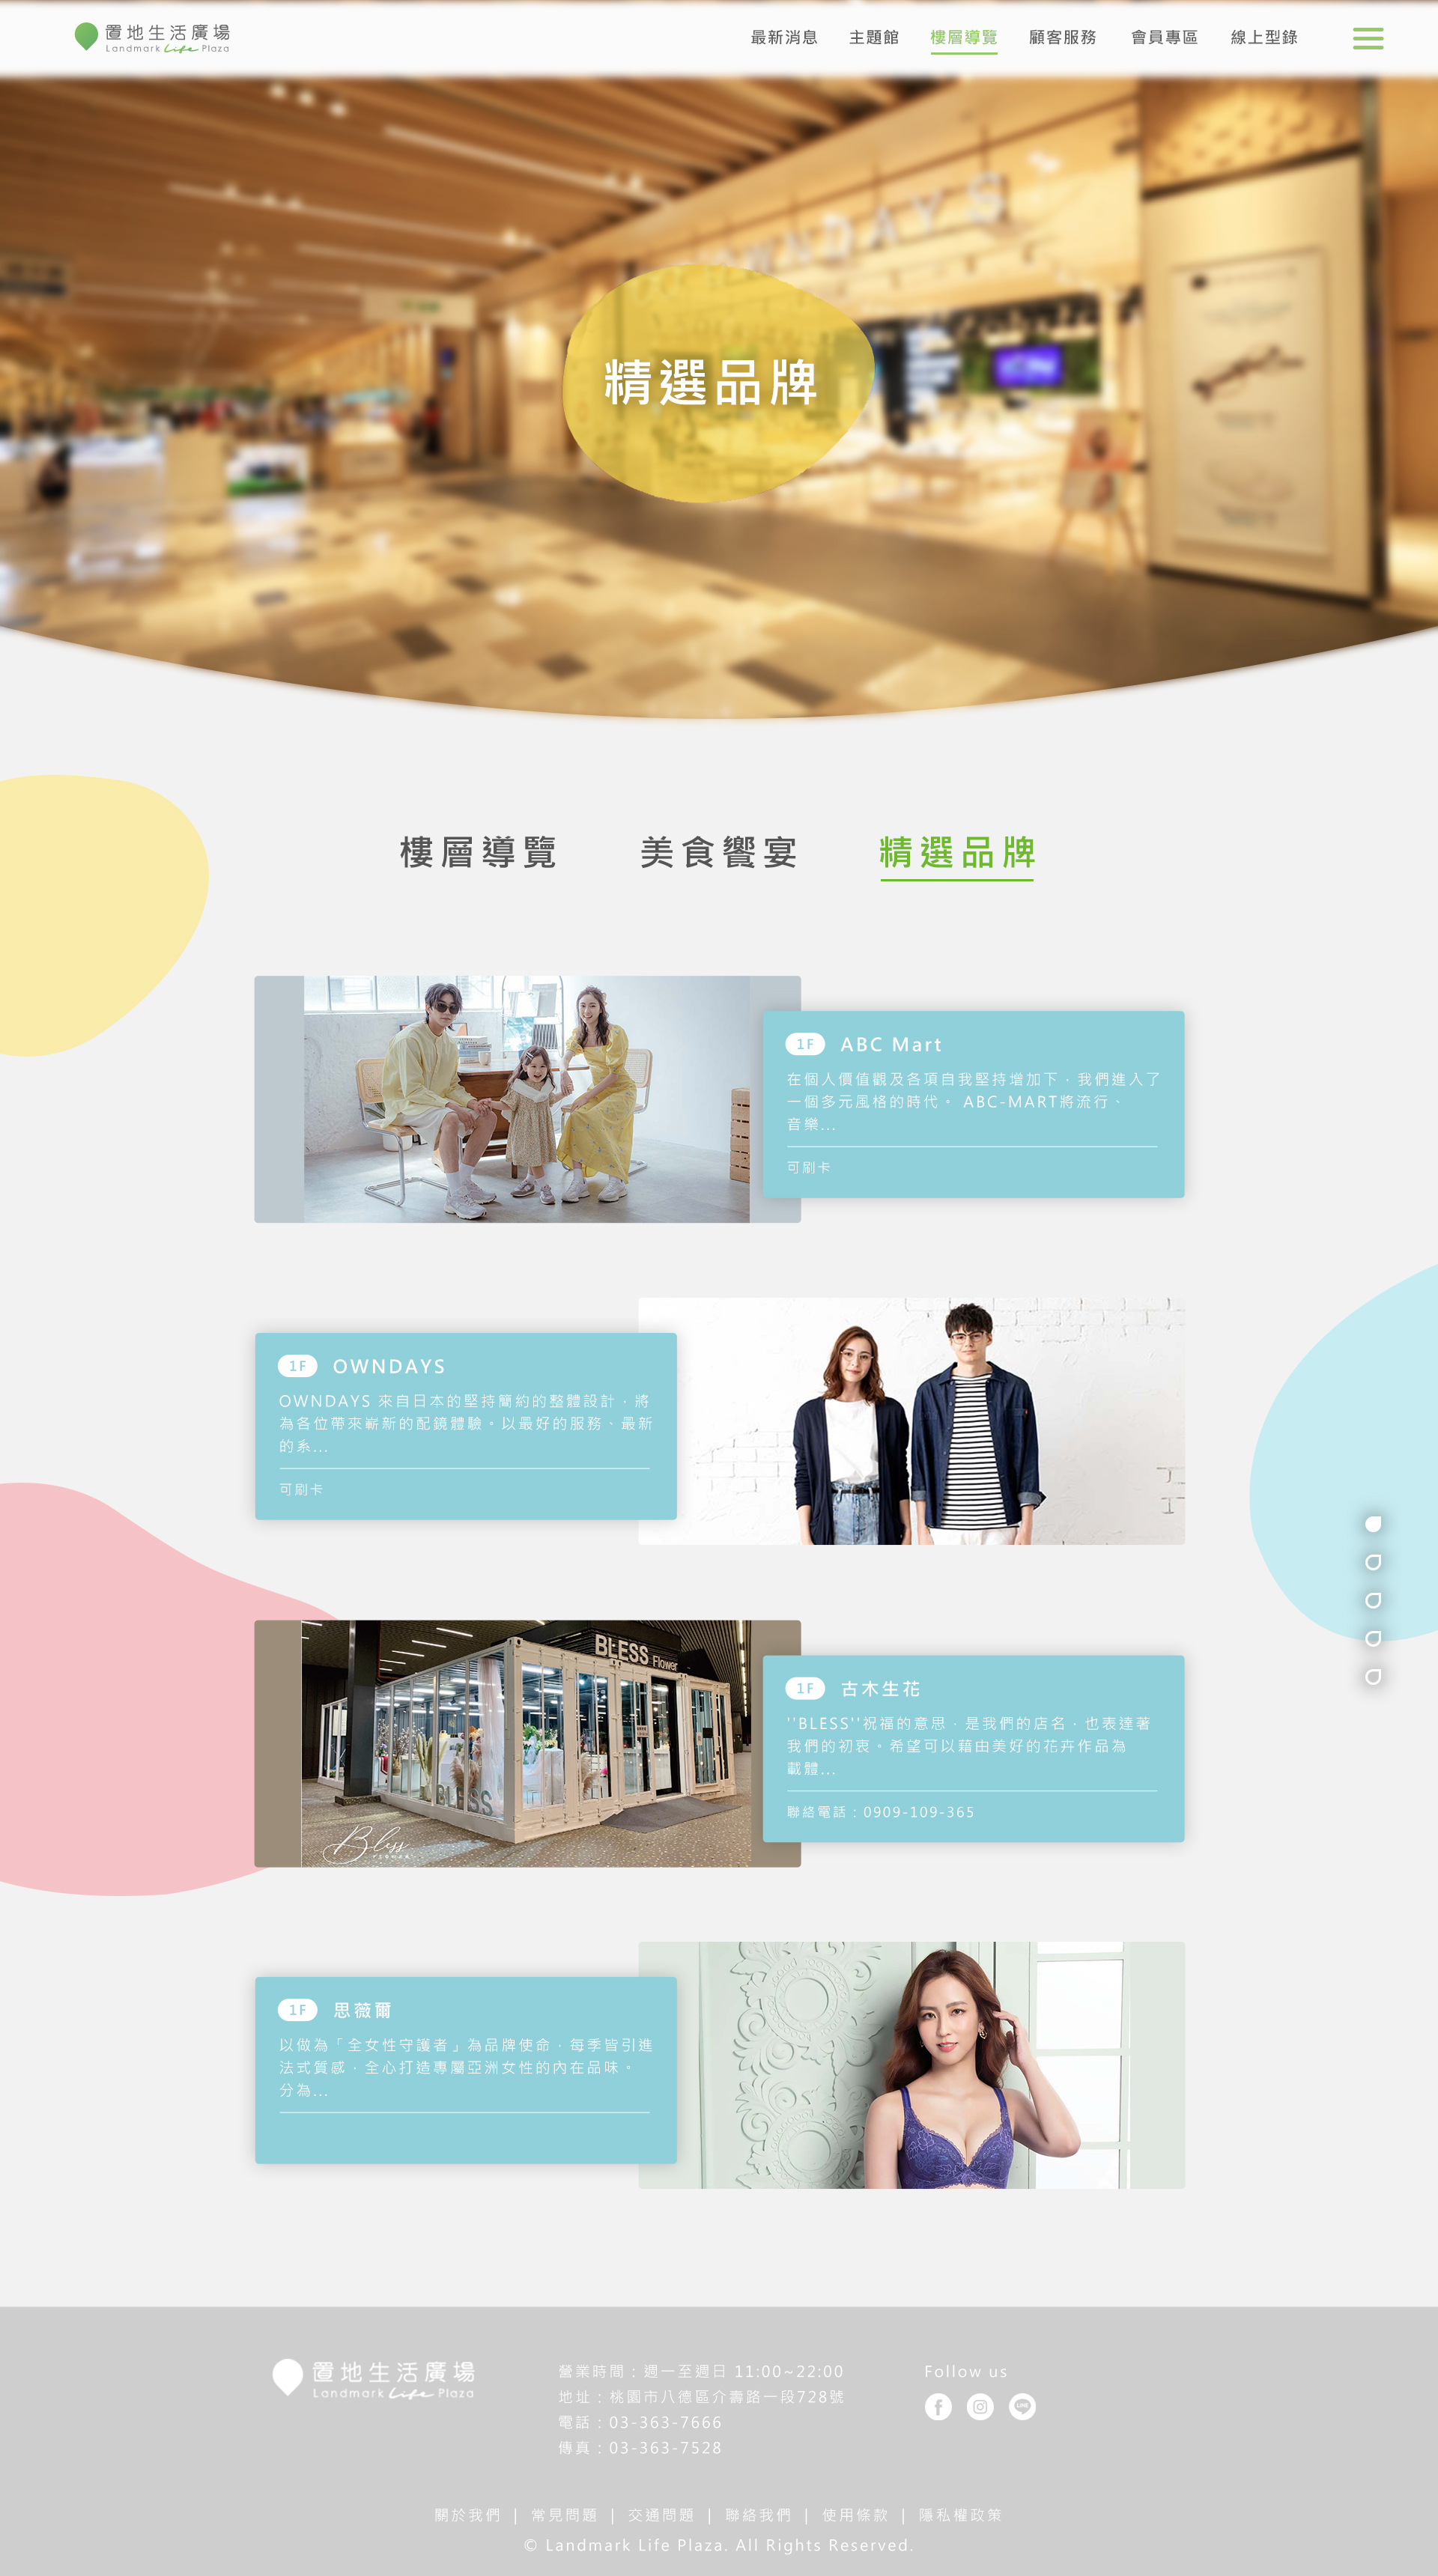 置地生活廣場
Landmark Life Plaza
最新消息 主題館 樓層導覽 顧客服務 會員專區 線上型錄
OWNDAYS
精選品牌
樓層導覽 美食饗宴 精選品牌
1F ABC Mart
在個人價值觀及各項自我堅持增加下，我們進入了
一個多元風格的時代。 ABC-MART將流行、
音樂...
可刷卡
1F OWNDAYS
OWNDAYS 來自日本的堅持簡約的整體設計，將
為各位帶來嶄新的配鏡體驗。以最好的服務、最新
的系...
可刷卡
BLESS Flower
BLESS
Bless
1F 古木生花
''BLESS''祝福的意思，是我們的店名，也表達著
我們的初衷。希望可以藉由美好的花卉作品為
載體...
聯絡電話：0909-109-365
1F 思薇爾
以做為「全女性守護者」為品牌使命，每季皆引進
法式質感，全心打造專屬亞洲女性的內在品味。
分為...
置地生活廣場
Landmark Life Plaza
營業時間：週一至週日 11:00~22:00
地址：桃園市八德區介壽路一段728號
電話：03-363-7666
傳真：03-363-7528
Follow us
LINE
關於我們 | 常見問題 | 交通問題 | 聯絡我們 | 使用條款 | 隱私權政策
© Landmark Life Plaza. All Rights Reserved.